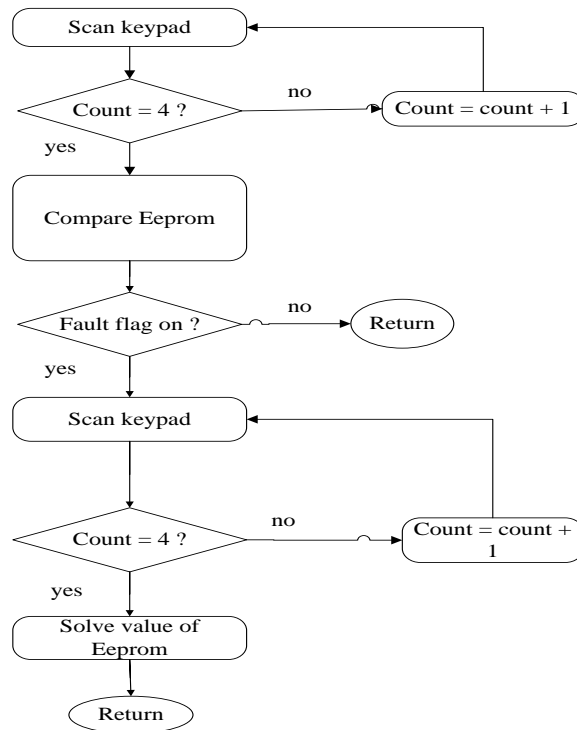 Scan keypad
no
Count = 4 ?
Count = count + 1
yes
Compare Eeprom
no
Fault flag on ?
Return
yes
Scan keypad
no
Count = 4 ?
Count = count +
1
yes
Solve value of
Eeprom
Return